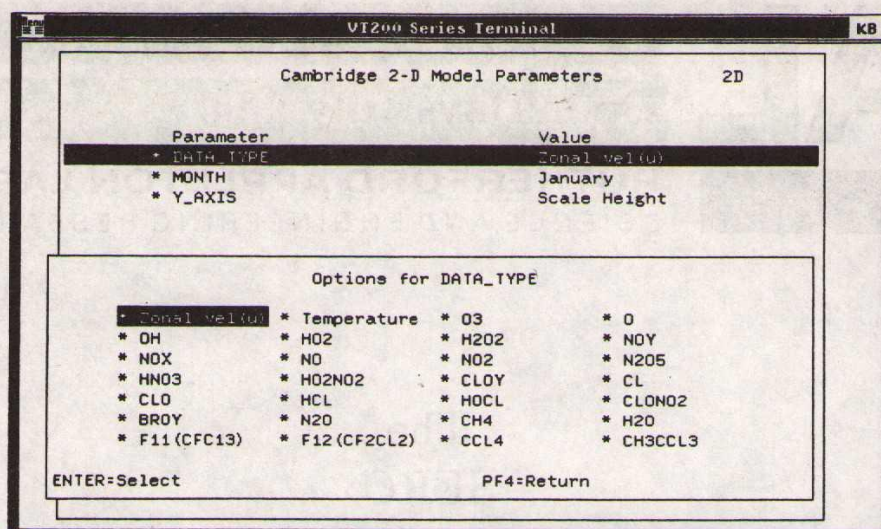 Menu VT200 Series Terminal KB
Cambridge 2-D Model Parameters 2D
Parameter Value
* DATA_TYPE Zonal vel(u)
* MONTH January
* Y_AXIS Scale Height
Options for DATA_TYPE
* Zonal vel(u) * Temperature * O3 * O
* OH * HO2 * H2O2 * NOY
* NOX * NO * NO2 * N2O5
* HNO3 * HO2NO2 * CLOY * CL
* CLO * HCL * HOCL * CLONO2
* BROY * N2O * CH4 * H2O
* F11(CFC13) * F12(CF2CL2) * CCL4 * CH3CCL3
ENTER=Select PF4=Return